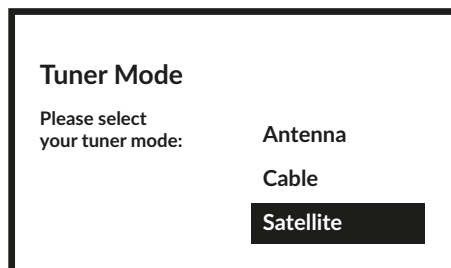 Tuner Mode
Please select
your tuner mode:
Antenna
Cable
Satellite